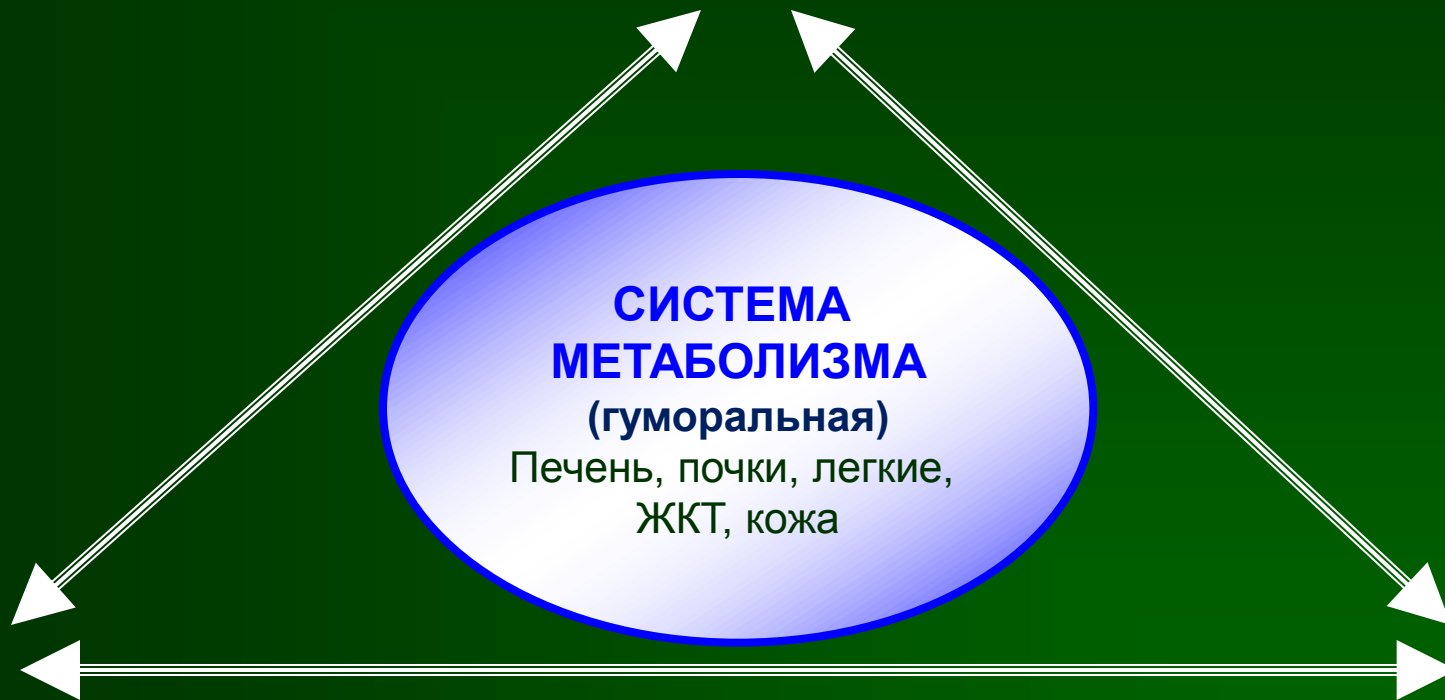 СИСТЕМА
МЕТАБОЛИЗМА
(гуморальная)
Печень, почки, легкие,
ЖКТ, кожа